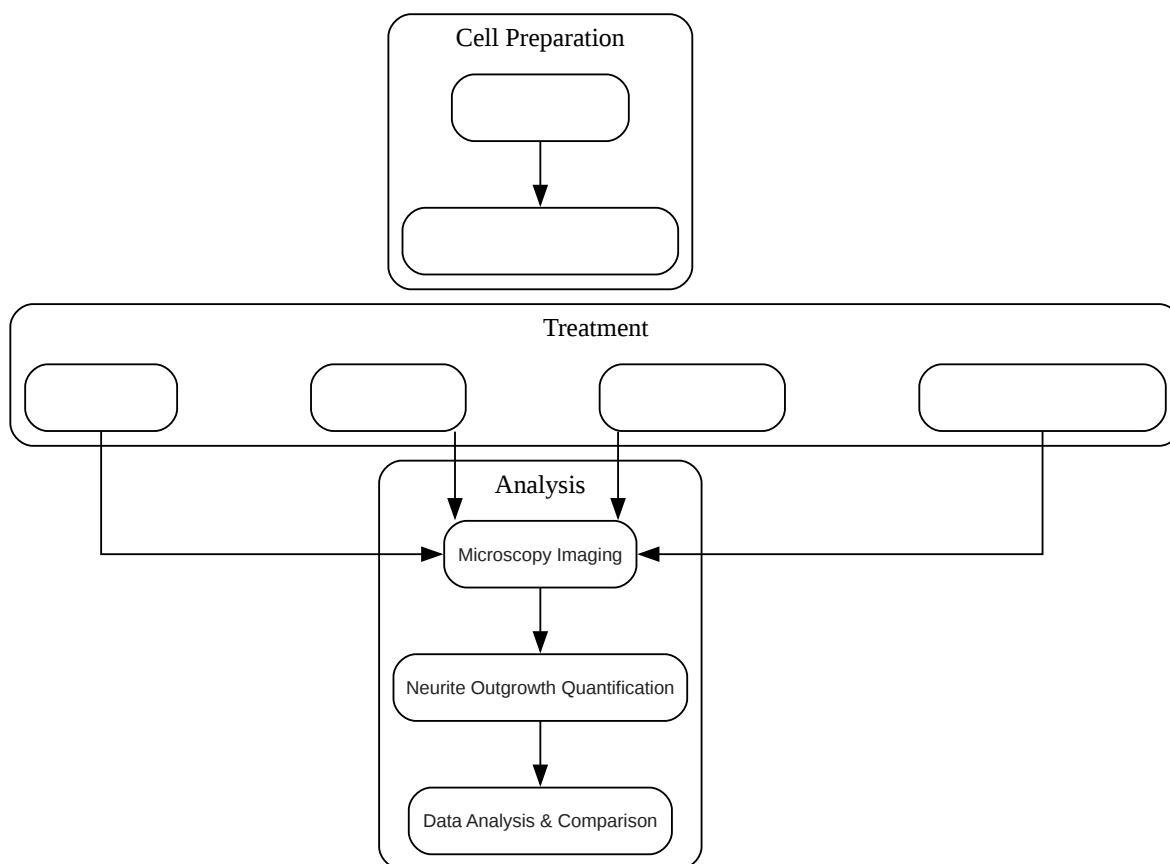 Cell Preparation
Treatment
Analysis
Microscopy Imaging
Neurite Outgrowth Quantification
Data Analysis & Comparison